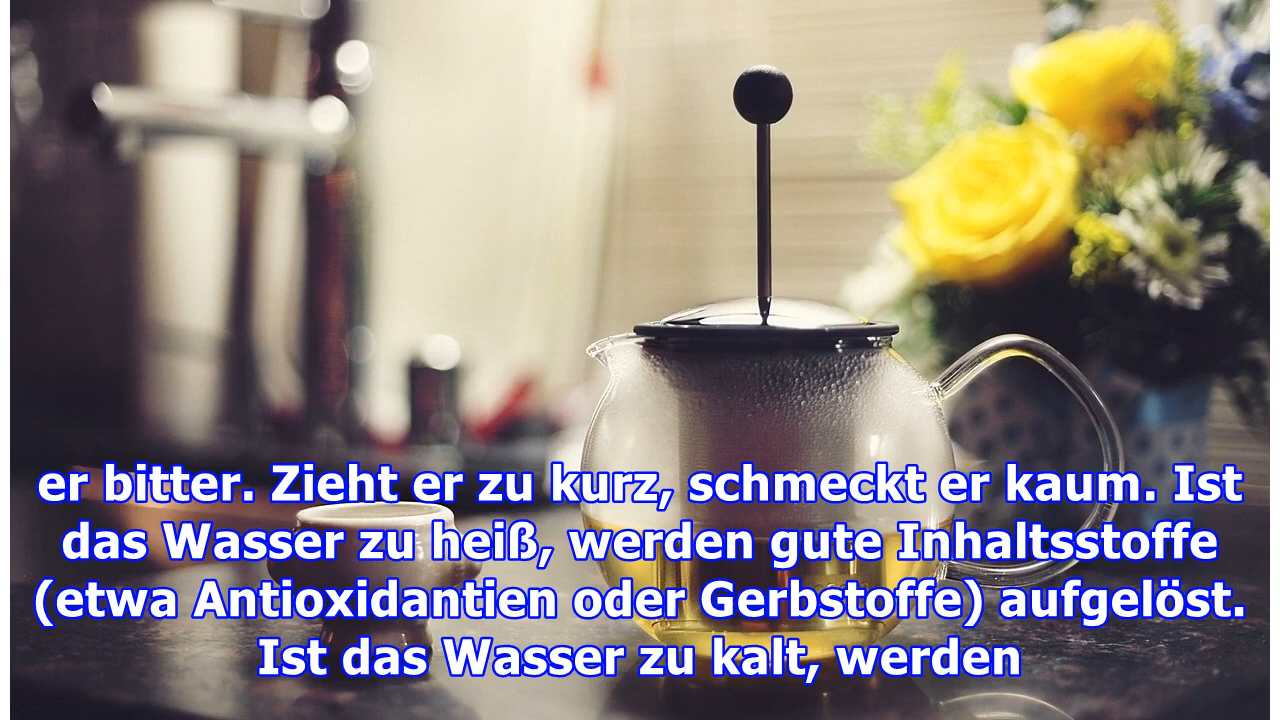 er bitter. Zieht er zu kurz, schmeckt er kaum. Ist
das Wasser zu heiß, werden gute Inhaltsstoffe
(etwa Antioxidantien oder Gerbstoffe) aufgelöst.
Ist das Wasser zu kalt, werden